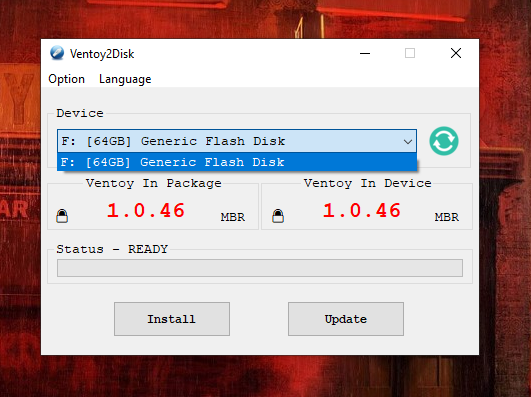 Ventoy2Disk
Option Language
Device
F: [64GB] Generic Flash Disk
F: [64GB] Generic Flash Disk
Ventoy In Package Ventoy In Device
1.0.46 MBR 1.0.46 MBR
Status - READY
Install Update
AR